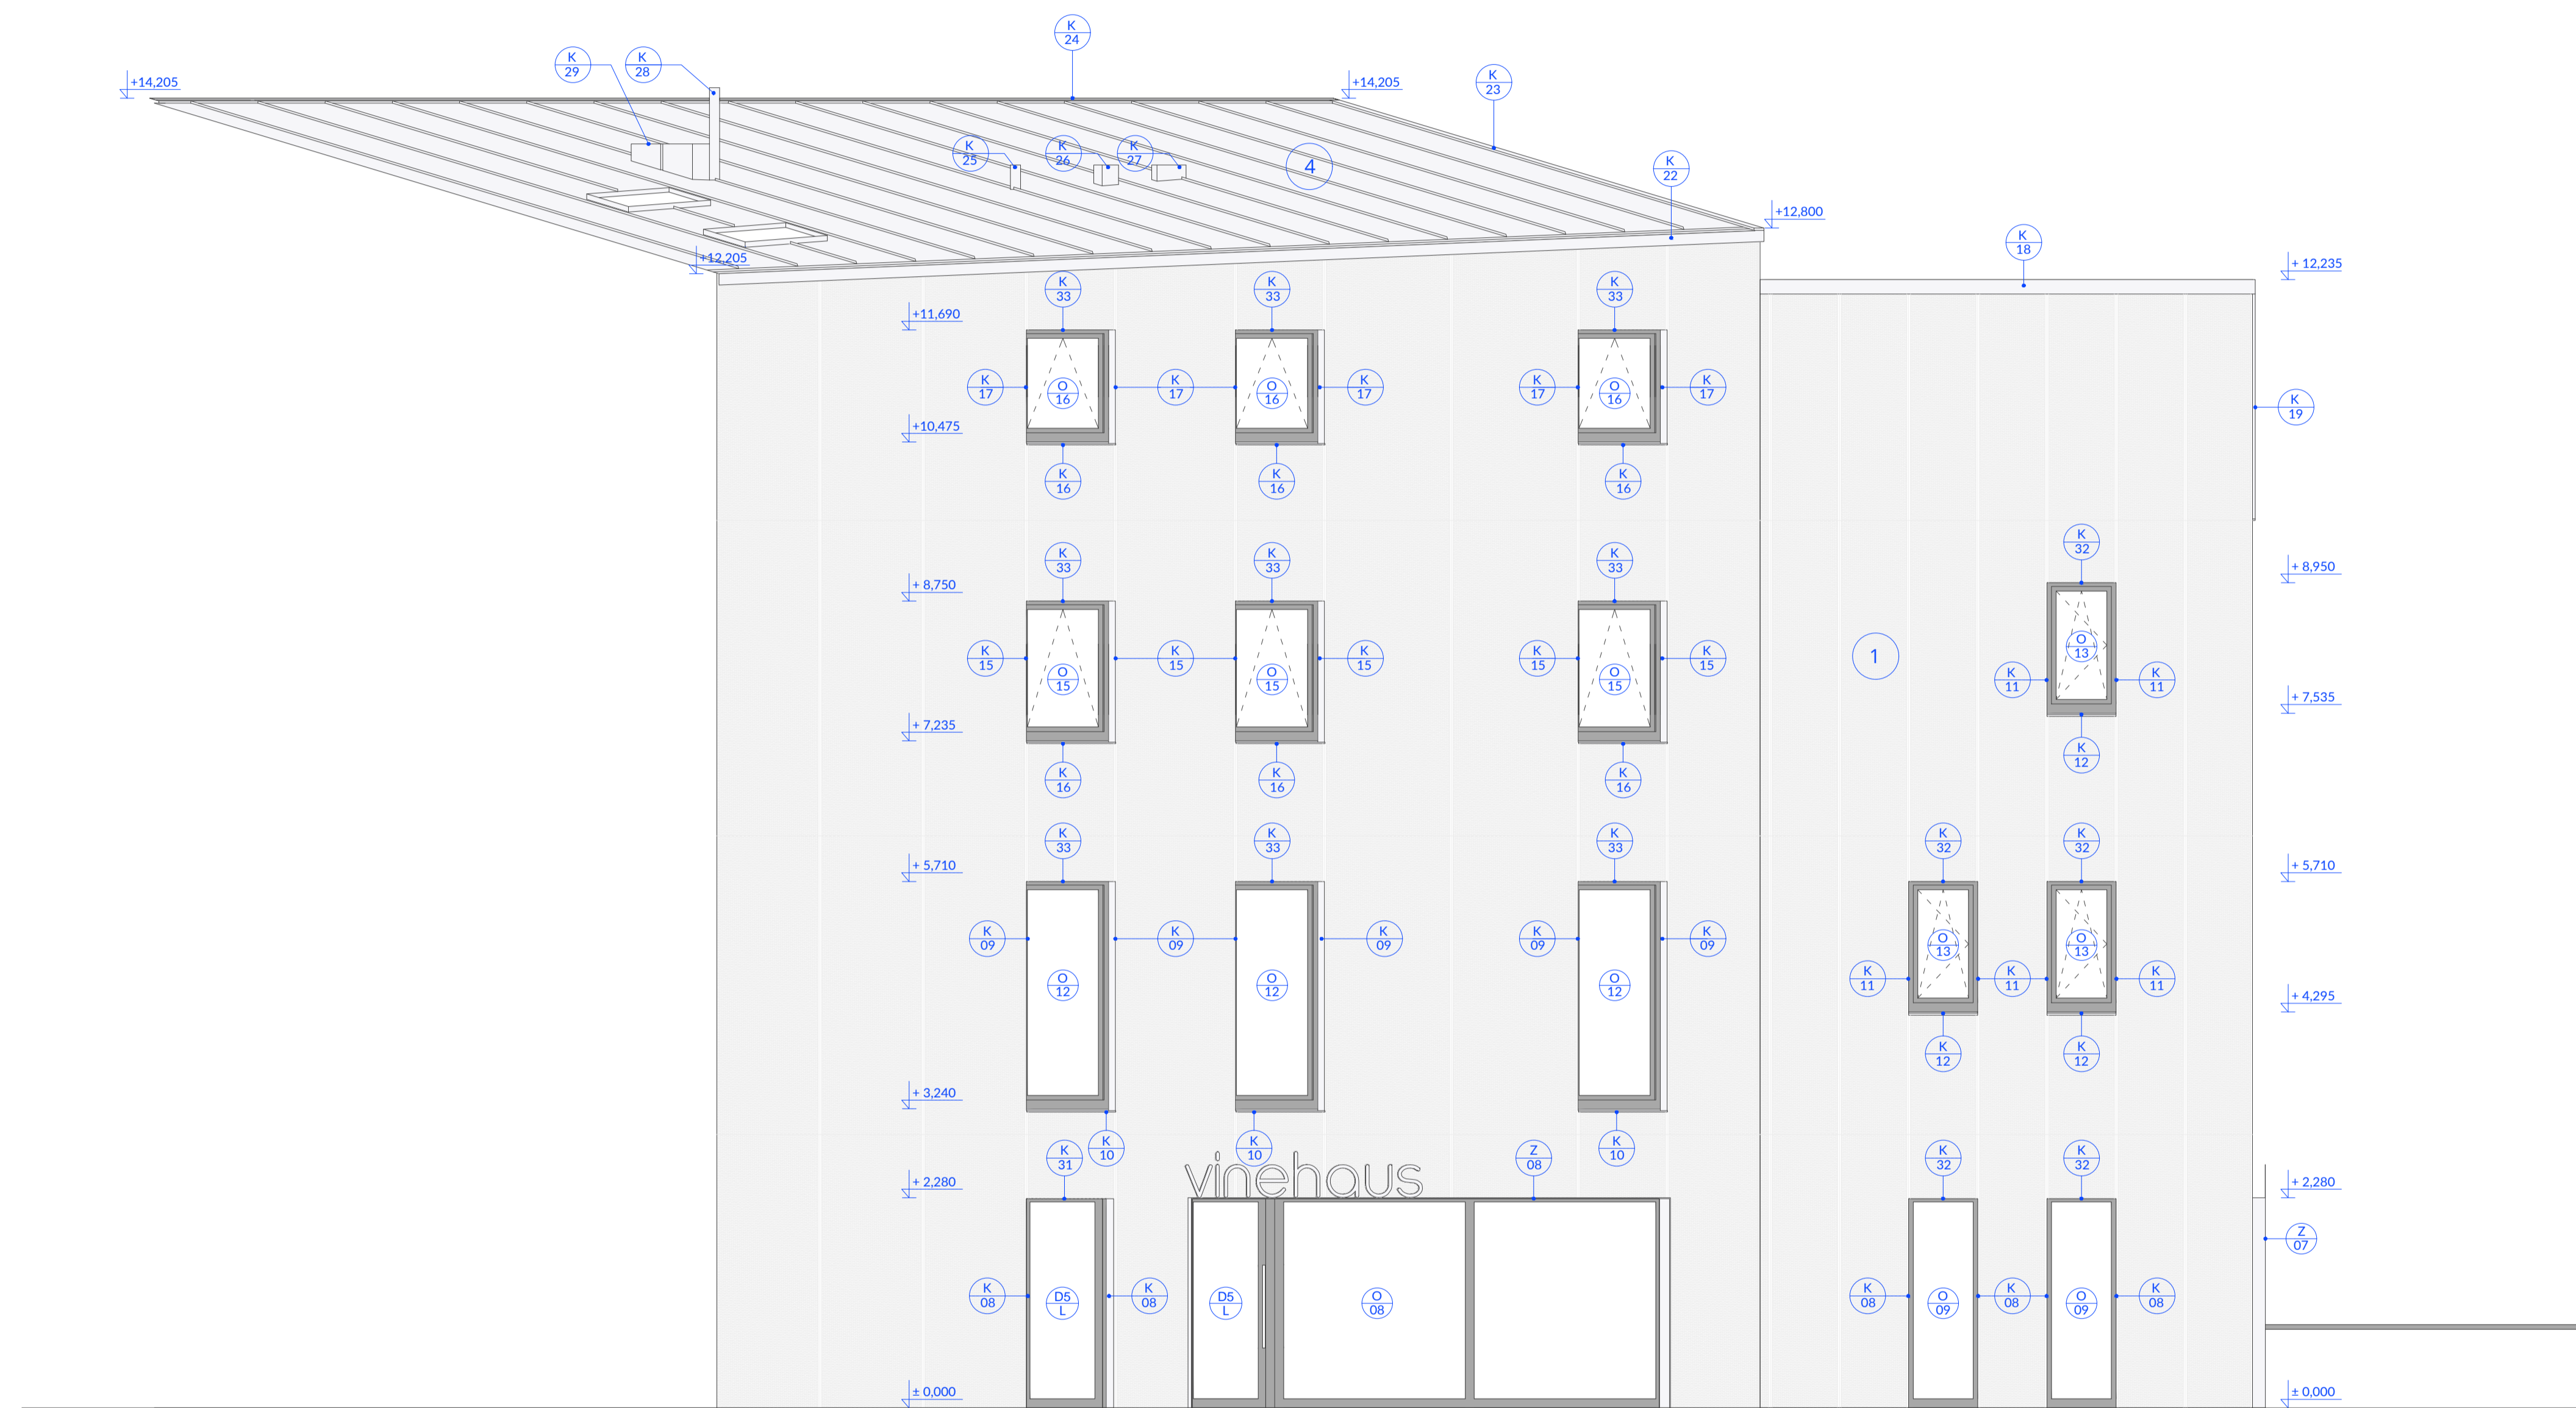 K
24
K
29
K
28
K
23
+14,205
+14,205
K
25
K
26
K
27
4
K
22
+12,800
K
18
+12,205
+ 12,235
K
33
K
33
K
33
+11,690
K
17
O
16
K
17
O
16
K
17
K
17
O
16
K
17
K
19
+10,475
K
16
K
16
K
16
K
32
K
33
K
33
K
33
+ 8,950
+ 8,750
O
13
1
K
15
O
15
K
15
O
15
K
15
K
15
O
15
K
15
K
11
K
11
+ 7,535
+ 7,235
K
12
K
16
K
16
K
16
K
33
K
33
K
33
K
32
K
32
+ 5,710
+ 5,710
K
09
K
09
K
09
K
09
K
09
O
13
O
13
O
12
O
12
O
12
K
11
K
11
K
11
+ 4,295
K
12
K
12
+ 3,240
K
10
K
10
K
10
K
31
Z
08
K
32
K
32
vinehaus
+ 2,280
+ 2,280
Z
07
K
08
D5
L
K
08
D5
L
O
08
K
08
O
09
K
08
O
09
K
08
± 0,000
± 0,000